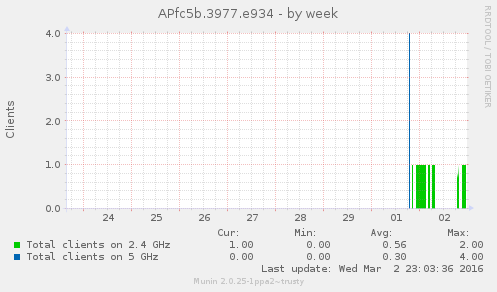 APfc5b.3977.e934 - by week
RRDTOOL / TOBI OETIKER
Clients
4.0
3.0
2.0
1.0
0.0
24 25 26 27 28 29 01 02
Cur: Min: Avg: Max:
Total clients on 2.4 GHz 1.00 0.00 0.56 2.00
Total clients on 5 GHz 0.00 0.00 0.30 4.00
Last update: Wed Mar 2 23:03:36 2016
Munin 2.0.25-1ppa2~trusty